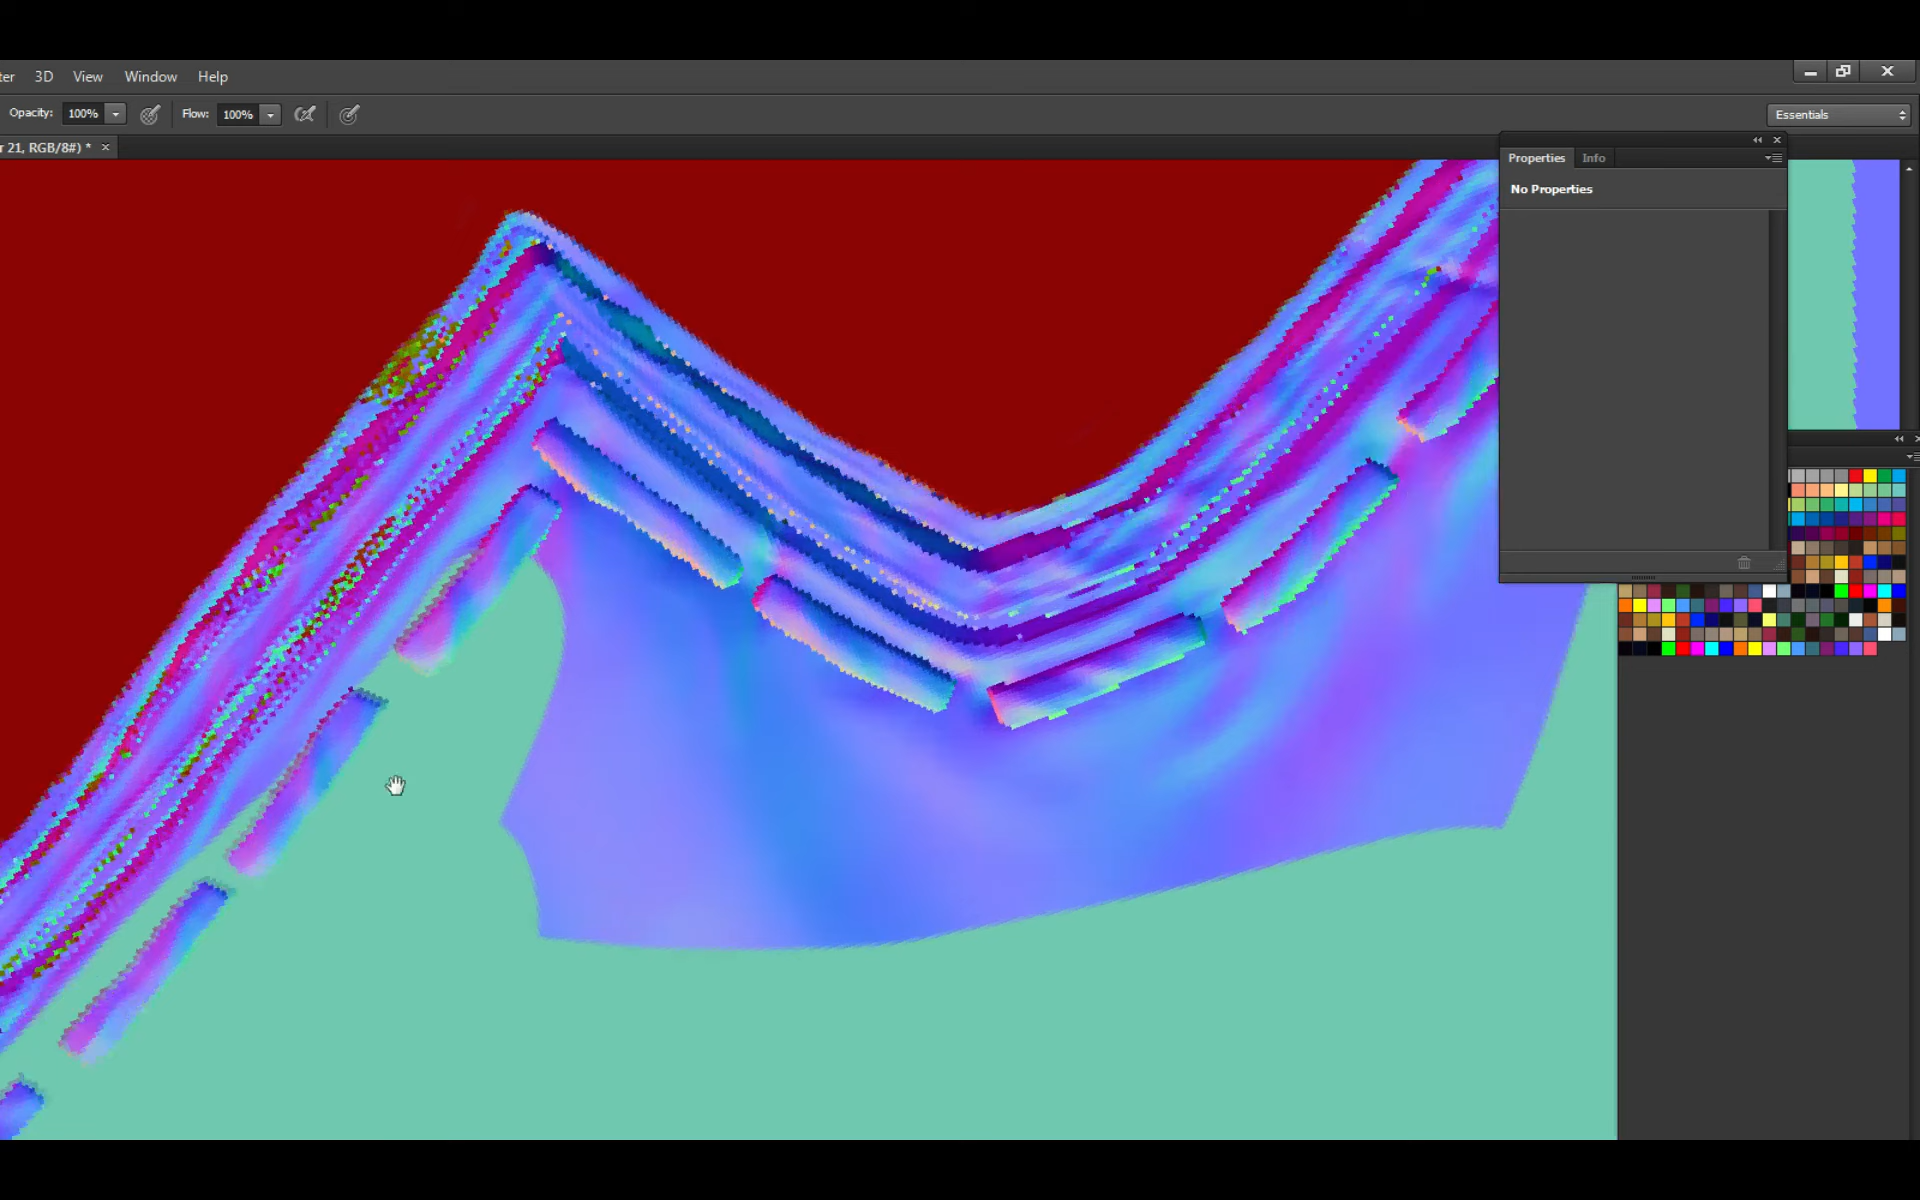 ter 3D View Window Help
Opacity: 100% Flow: 100% Essentials
r 21, RGB/8#) * ×
Properties Info
No Properties